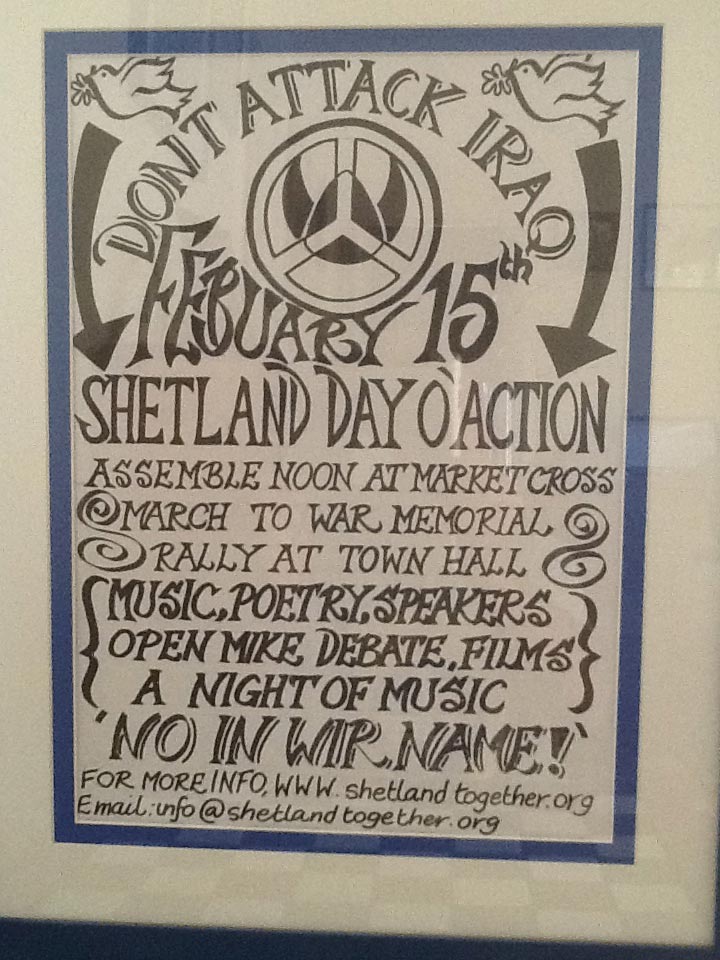 DONT ATTACK IRAQ
FEBUARY 15th
SHETLAND DAY O'ACTION
ASSEMBLE NOON AT MARKET CROSS
MARCH TO WAR MEMORIAL
RALLY AT TOWN HALL
MUSIC, POETRY, SPEAKERS
OPEN MIKE, DEBATE, FILMS
A NIGHT OF MUSIC
'NO IN WIR NAME!'
FOR MORE INFO, WWW. shetland together.org
Email: info@shetland together.org